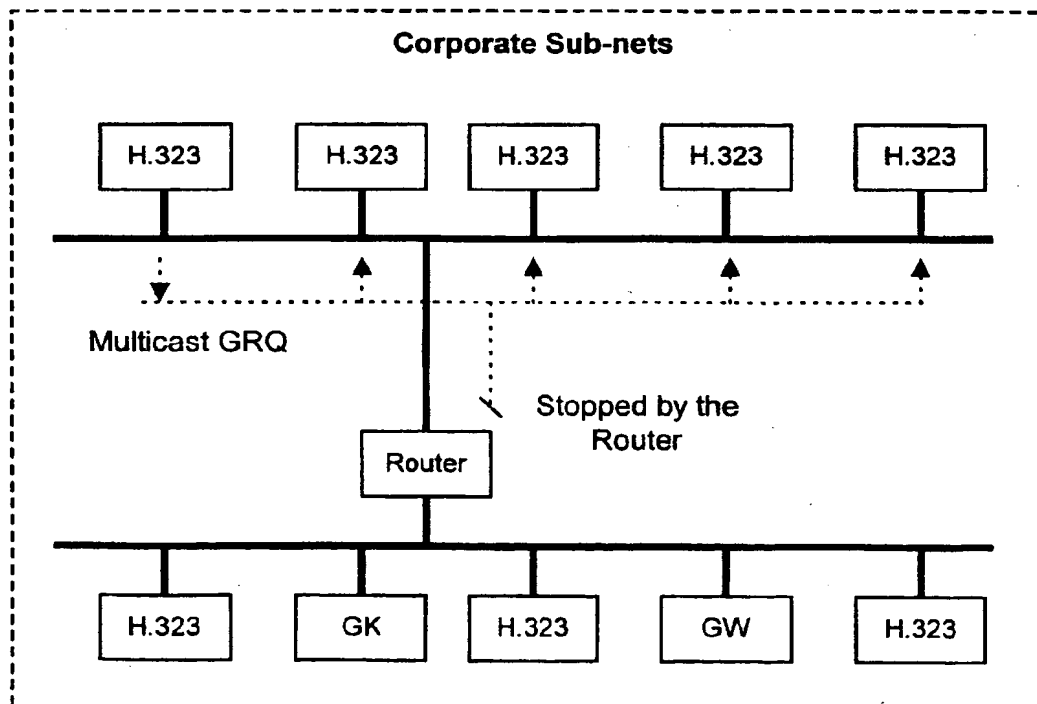 Corporate Sub-nets
H.323 H.323 H.323 H.323 H.323
Multicast GRQ
Stopped by the
Router
Router
H.323 GK H.323 GW H.323